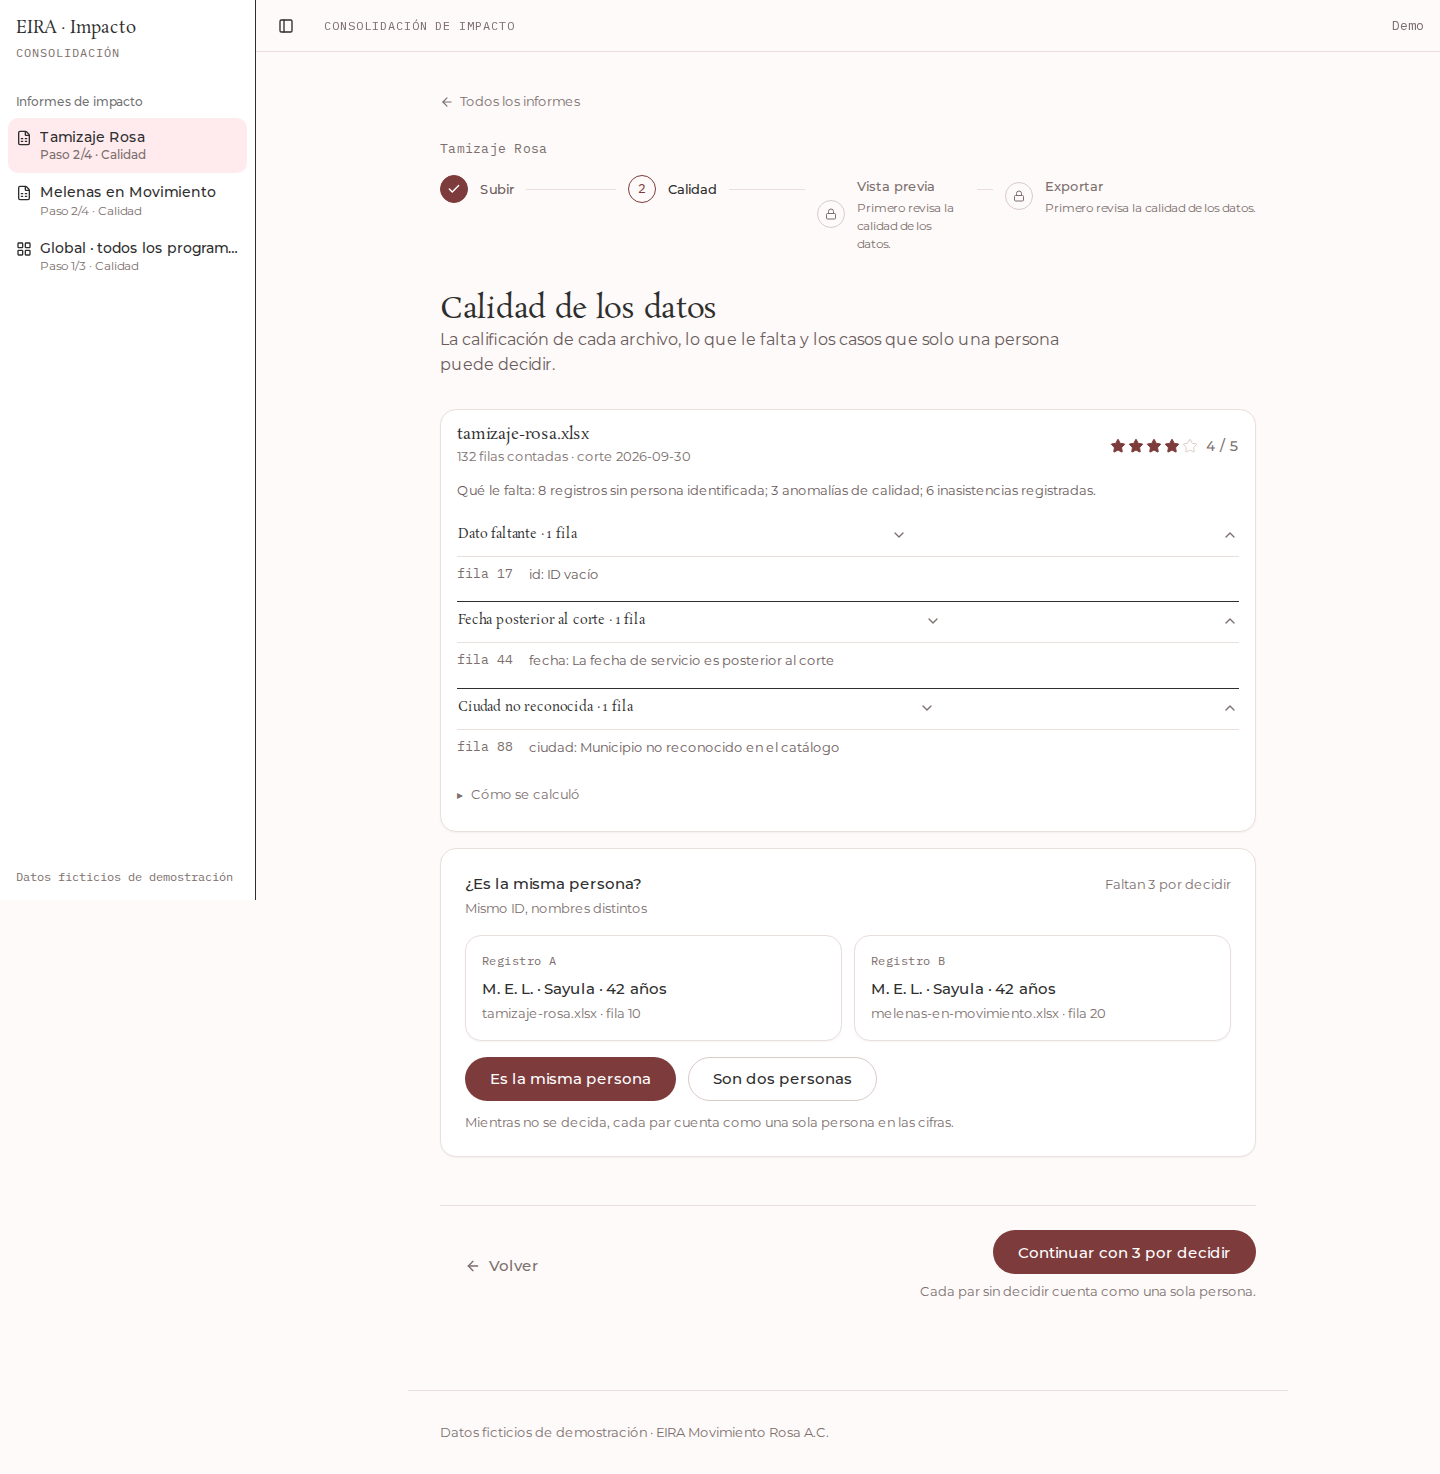 EIRA · Impacto
CONSOLIDACIÓN
Informes de impacto
Tamizaje Rosa
Paso 2/4 · Calidad
Melenas en Movimiento
Paso 2/4 · Calidad
Global · todos los program...
Paso 1/3 · Calidad
Datos ficticios de demostración
CONSOLIDACIÓN DE IMPACTO
Demo
← Todos los informes
Tamizaje Rosa
Subir
2 Calidad
Vista previa
Primero revisa la
calidad de los
datos.
Exportar
Primero revisa la calidad de los datos.
Calidad de los datos
La calificación de cada archivo, lo que le falta y los casos que solo una persona
puede decidir.
tamizaje-rosa.xlsx
132 filas contadas · corte 2026-09-30
4 / 5
Qué le falta: 8 registros sin persona identificada; 3 anomalías de calidad; 6 inasistencias registradas.
Dato faltante · 1 fila
fila 17 id: ID vacío
Fecha posterior al corte · 1 fila
fila 44 fecha: La fecha de servicio es posterior al corte
Ciudad no reconocida · 1 fila
fila 88 ciudad: Municipio no reconocido en el catálogo
▸ Cómo se calculó
¿Es la misma persona?
Faltan 3 por decidir
Mismo ID, nombres distintos
Registro A
M. E. L. · Sayula · 42 años
tamizaje-rosa.xlsx · fila 10
Registro B
M. E. L. · Sayula · 42 años
melenas-en-movimiento.xlsx · fila 20
Es la misma persona
Son dos personas
Mientras no se decida, cada par cuenta como una sola persona en las cifras.
← Volver
Continuar con 3 por decidir
Cada par sin decidir cuenta como una sola persona.
Datos ficticios de demostración · EIRA Movimiento Rosa A.C.